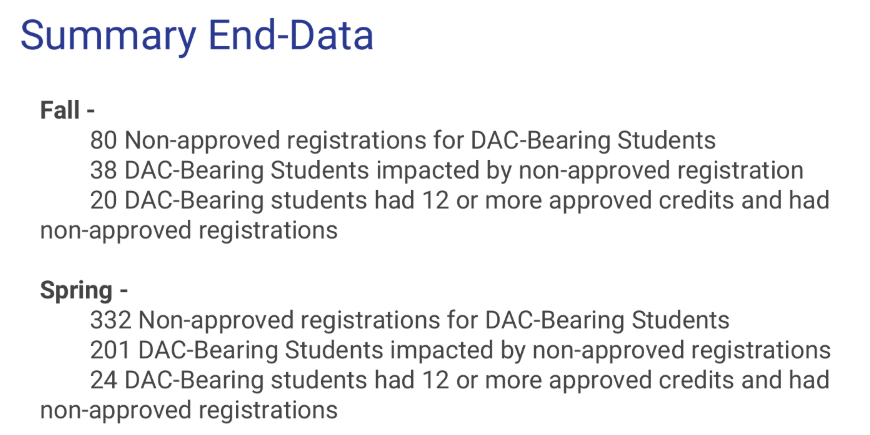 Summary End-Data
Fall -
80 Non-approved registrations for DAC-Bearing Students
38 DAC-Bearing Students impacted by non-approved registration
20 DAC-Bearing students had 12 or more approved credits and had
non-approved registrations
Spring -
332 Non-approved registrations for DAC-Bearing Students
201 DAC-Bearing Students impacted by non-approved registrations
24 DAC-Bearing students had 12 or more approved credits and had
non-approved registrations